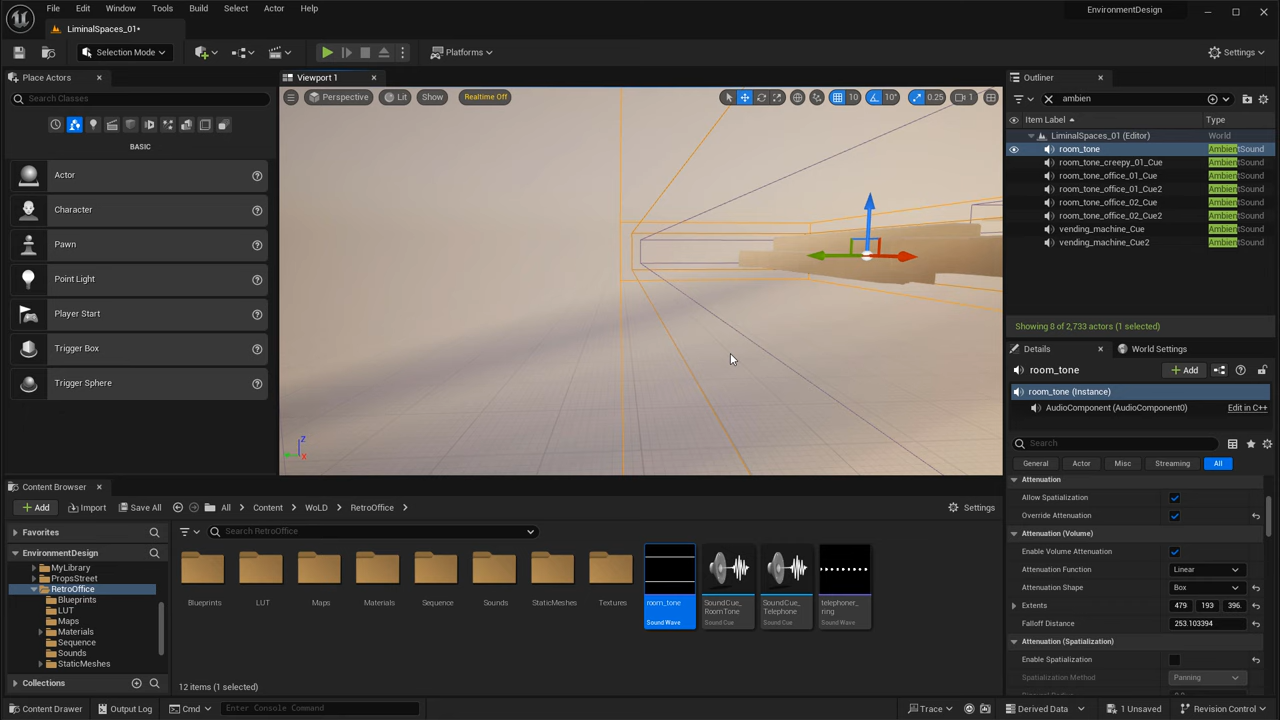 File Edit Window Tools Build Select Actor Help
EnvironmentDesign
LiminalSpaces_01*
Selection Mode
Platforms
Settings
Place Actors
Search Classes
BASIC
Actor
Character
Pawn
Point Light
Player Start
Trigger Box
Trigger Sphere
Viewport 1
Perspective Lit Show Realtime Off 10 10° 0.25 1
Z
X
Outliner
ambien
Item Label Type
LiminalSpaces_01 (Editor) World
room_tone AmbientSound
room_tone_creepy_01_Cue AmbientSound
room_tone_office_01_Cue AmbientSound
room_tone_office_01_Cue2 AmbientSound
room_tone_office_02_Cue AmbientSound
room_tone_office_02_Cue2 AmbientSound
vending_machine_Cue AmbientSound
vending_machine_Cue2 AmbientSound
Showing 8 of 2,733 actors (1 selected)
Details World Settings
room_tone Add
room_tone (Instance)
AudioComponent (AudioComponent0) Edit in C++
Search
General Actor Misc Streaming All
Attenuation
Allow Spatialization
Override Attenuation
Attenuation (Volume)
Enable Volume Attenuation
Attenuation Function Linear
Attenuation Shape Box
Extents 479 193 396.
Falloff Distance 253.103394
Attenuation (Spatialization)
Enable Spatialization
Spatialization Method Panning
Content Browser
Add Import Save All All Content WoLD RetroOffice Settings
Favorites
EnvironmentDesign
MyLibrary
PropsStreet
RetroOffice
Blueprints
LUT
Maps
Materials
Sequence
Sounds
StaticMeshes
Collections
Search RetroOffice
Blueprints LUT Maps Materials Sequence Sounds StaticMeshes Textures
room_tone
Sound Wave
SoundCue_
RoomTone
Sound Cue
SoundCue_
Telephone
Sound Cue
telephoner_
ring
Sound Wave
12 items (1 selected)
Content Drawer Output Log Cmd Enter Console Command Trace Derived Data 1 Unsaved Revision Control